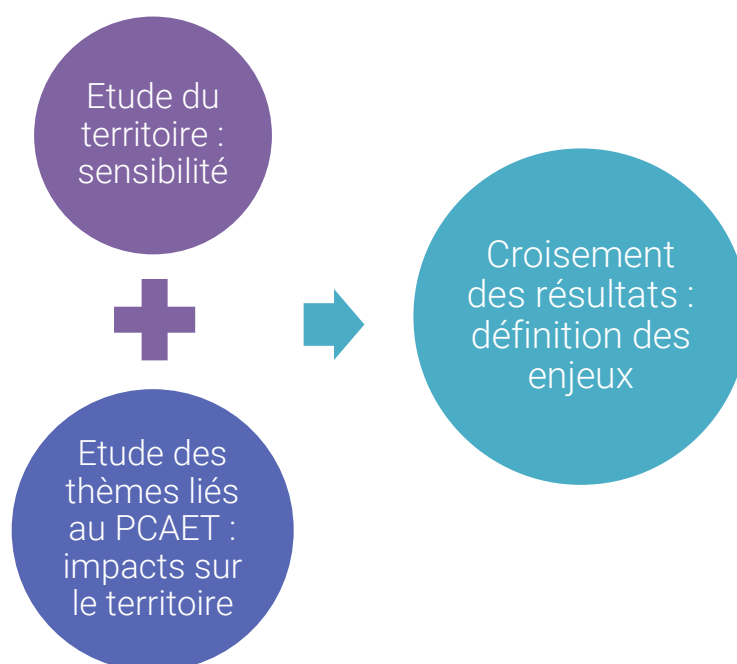 Etude du
territoire :
sensibilité
Etude des
thèmes liés
au PCAET :
impacts sur
le territoire
Croisement
des résultats :
définition des
enjeux